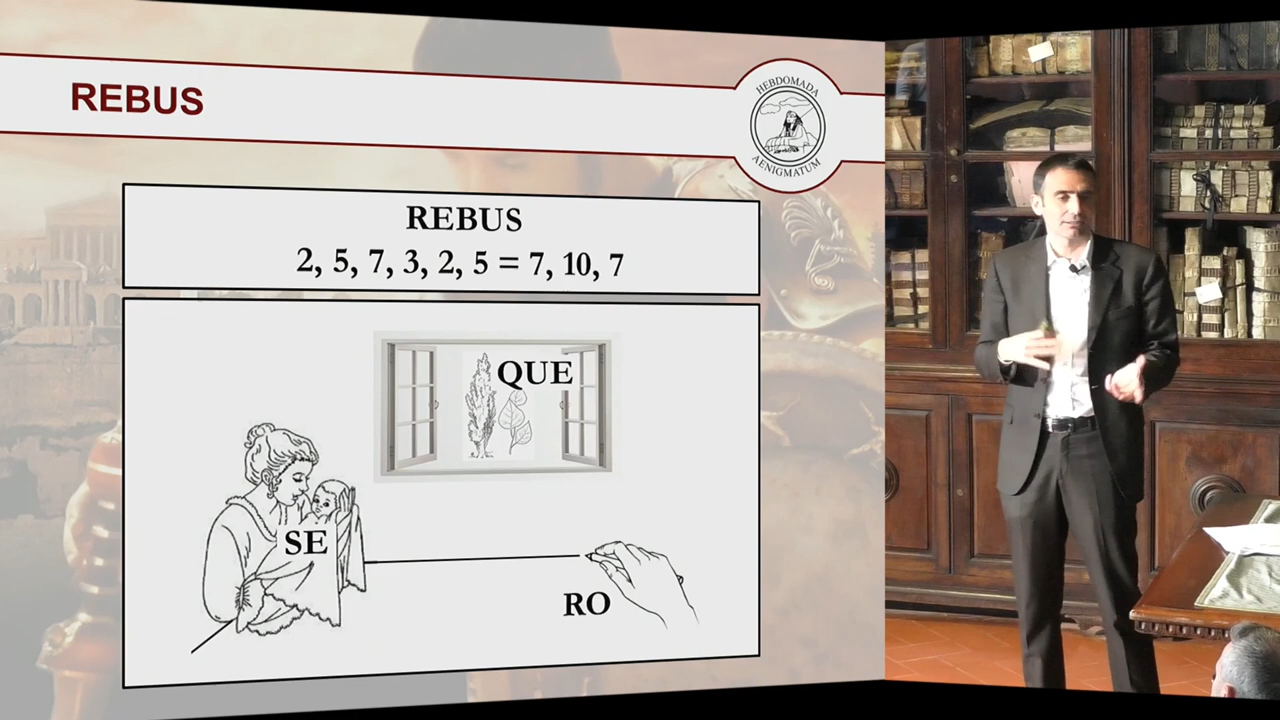 REBUS
HEBDOMADA
AENIGMATUM
REBUS
2, 5, 7, 3, 2, 5 = 7, 10, 7
QUE
SE
RO